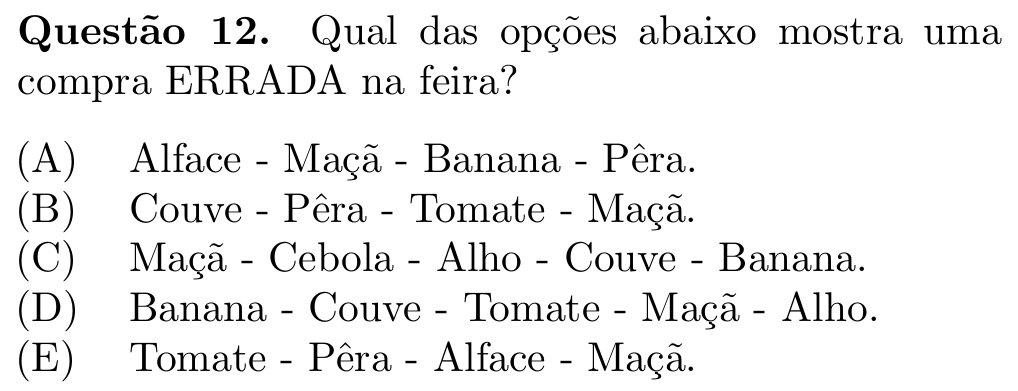 Questão 12. Qual das opções abaixo mostra uma
compra ERRADA na feira?
(A) Alface - Maçã - Banana - Pêra.
(B) Couve - Pêra - Tomate - Maçã.
(C) Maçã - Cebola - Alho - Couve - Banana.
(D) Banana - Couve - Tomate - Maçã - Alho.
(E) Tomate - Pêra - Alface - Maçã.